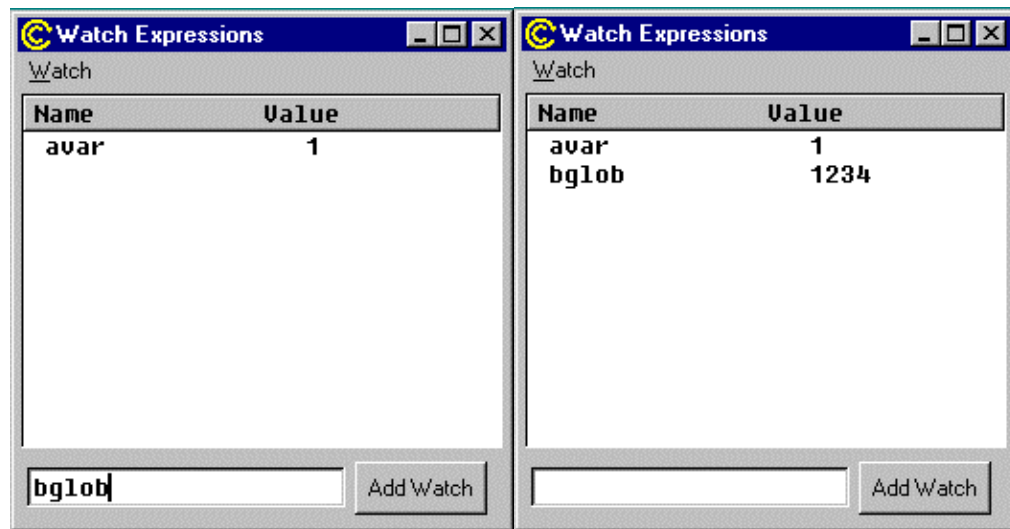 Watch Expressions
Watch
Name Value
avar 1
bglob
Add Watch
Watch Expressions
Watch
Name Value
avar 1
bglob 1234
Add Watch